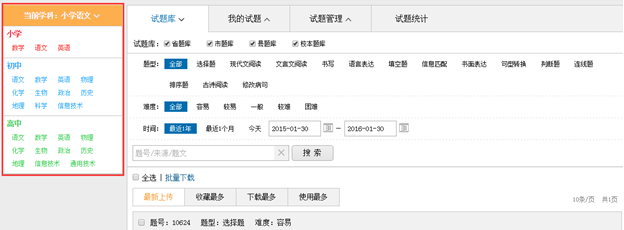 当前学科：小学语文
小学
数学 语文 英语
初中
语文 数学 英语 物理
化学 生物 政治 历史
地理 科学 信息技术
高中
语文 数学 英语 物理
化学 生物 政治 历史
地理 信息技术 通用技术
试题库 我的试题 试题管理 试题统计
试题库： 省题库 市题库 县题库 校本题库
题型： 全部 选择题 现代文阅读 文言文阅读 书写 语言表达 填空题 信息匹配 书面表达 句型转换 判断题 连线题
排序题 古诗阅读 修改病句
难度： 全部 容易 较易 一般 较难 困难
时间： 最近1年 最近1个月 今天 2015-01-30 — 2016-01-30
题号/来源/题文 搜索
全选 | 批量下载
最新上传 收藏最多 下载最多 使用最多 10条/页 共1页
题号：10624 题型：选择题 难度：容易